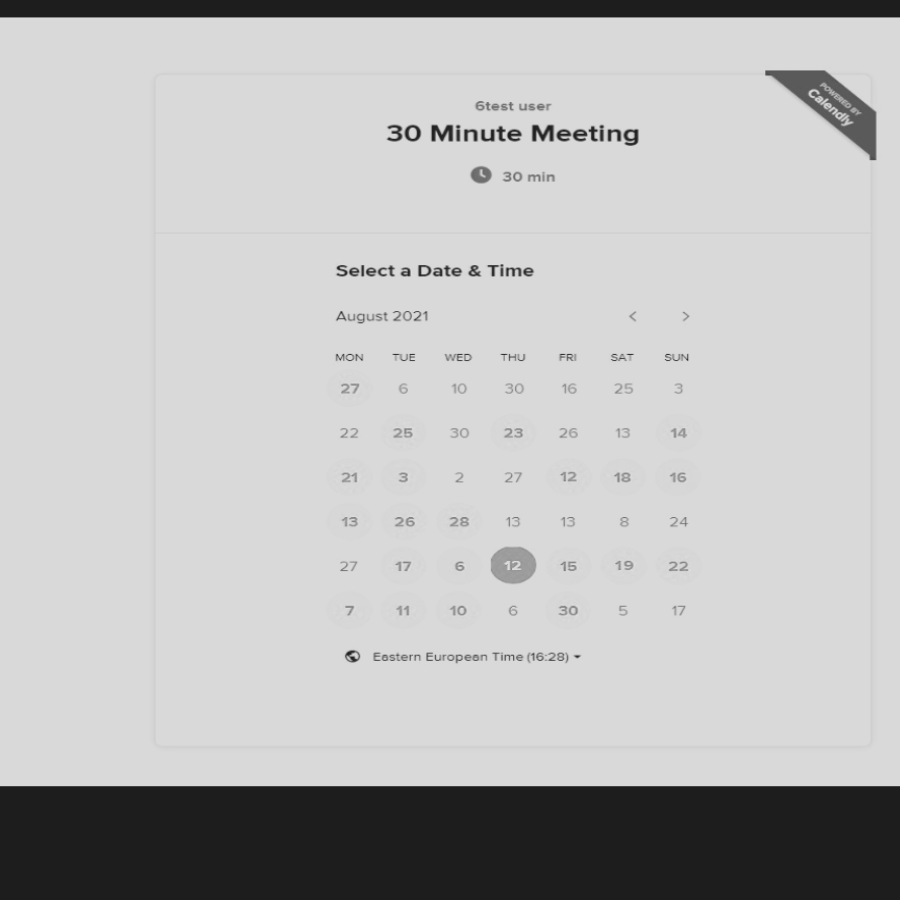 POWERED BY
Calendly
6test user
30 Minute Meeting
30 min
Select a Date & Time
August 2021
MON TUE WED THU FRI SAT SUN
27 6 10 30 16 25 3
22 25 30 23 26 13 14
21 3 2 27 12 18 16
13 26 28 13 13 8 24
27 17 6 12 15 19 22
7 11 10 6 30 5 17
Eastern European Time (16:28)